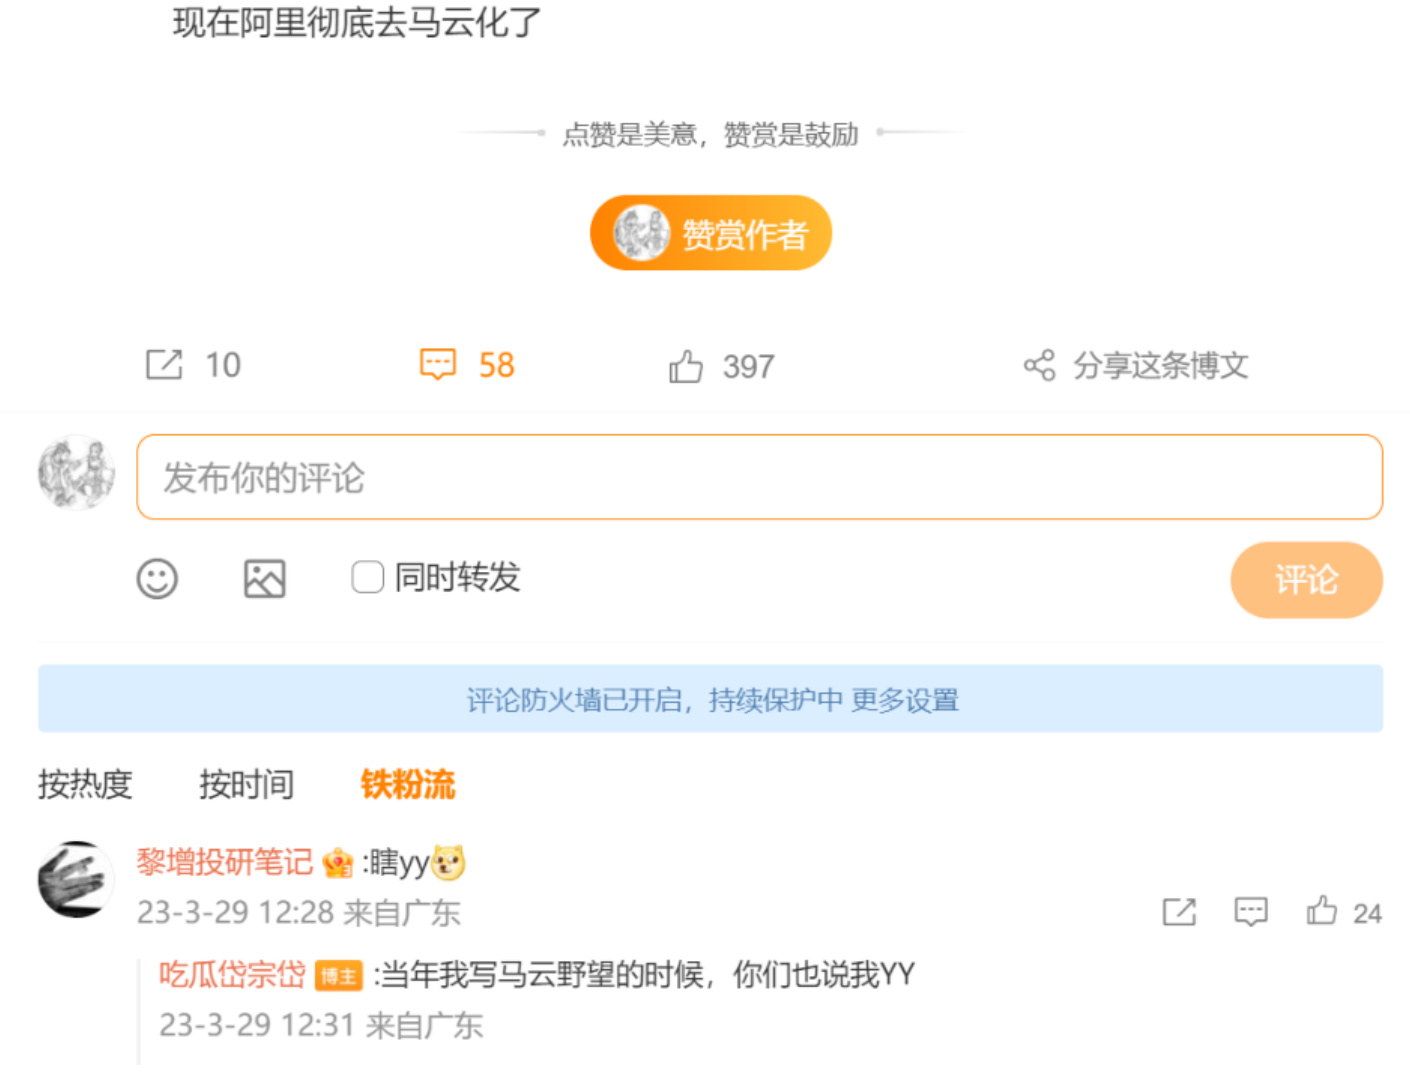 现在阿里彻底去马云化了
点赞是美意，赞赏是鼓励
赞赏作者
10 58 397 分享这条博文
发布你的评论
同时转发 评论
评论防火墙已开启，持续保护中 更多设置
按热度 按时间 铁粉流
黎增投研笔记 :瞎yy
23-3-29 12:28 来自广东 24
吃瓜岱宗岱 博主 :当年我写马云野望的时候，你们也说我YY
23-3-29 12:31 来自广东